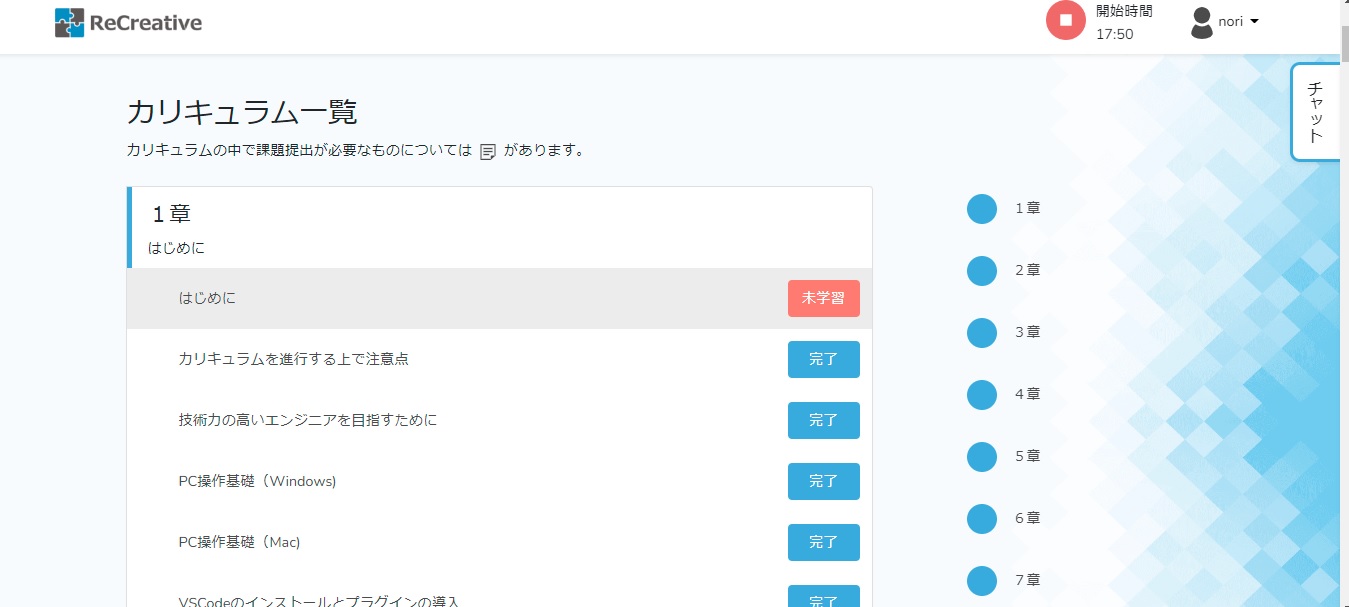 ReCreative
開始時間
17:50
nori
チャット
カリキュラム一覧
カリキュラムの中で課題提出が必要なものについては があります。
1章
はじめに
はじめに 未学習
カリキュラムを進行する上で注意点 完了
技術力の高いエンジニアを目指すために 完了
PC操作基礎（Windows) 完了
PC操作基礎（Mac) 完了
VSCodeのインストールとプラグインの導入 完了
1章
2章
3章
4章
5章
6章
7章